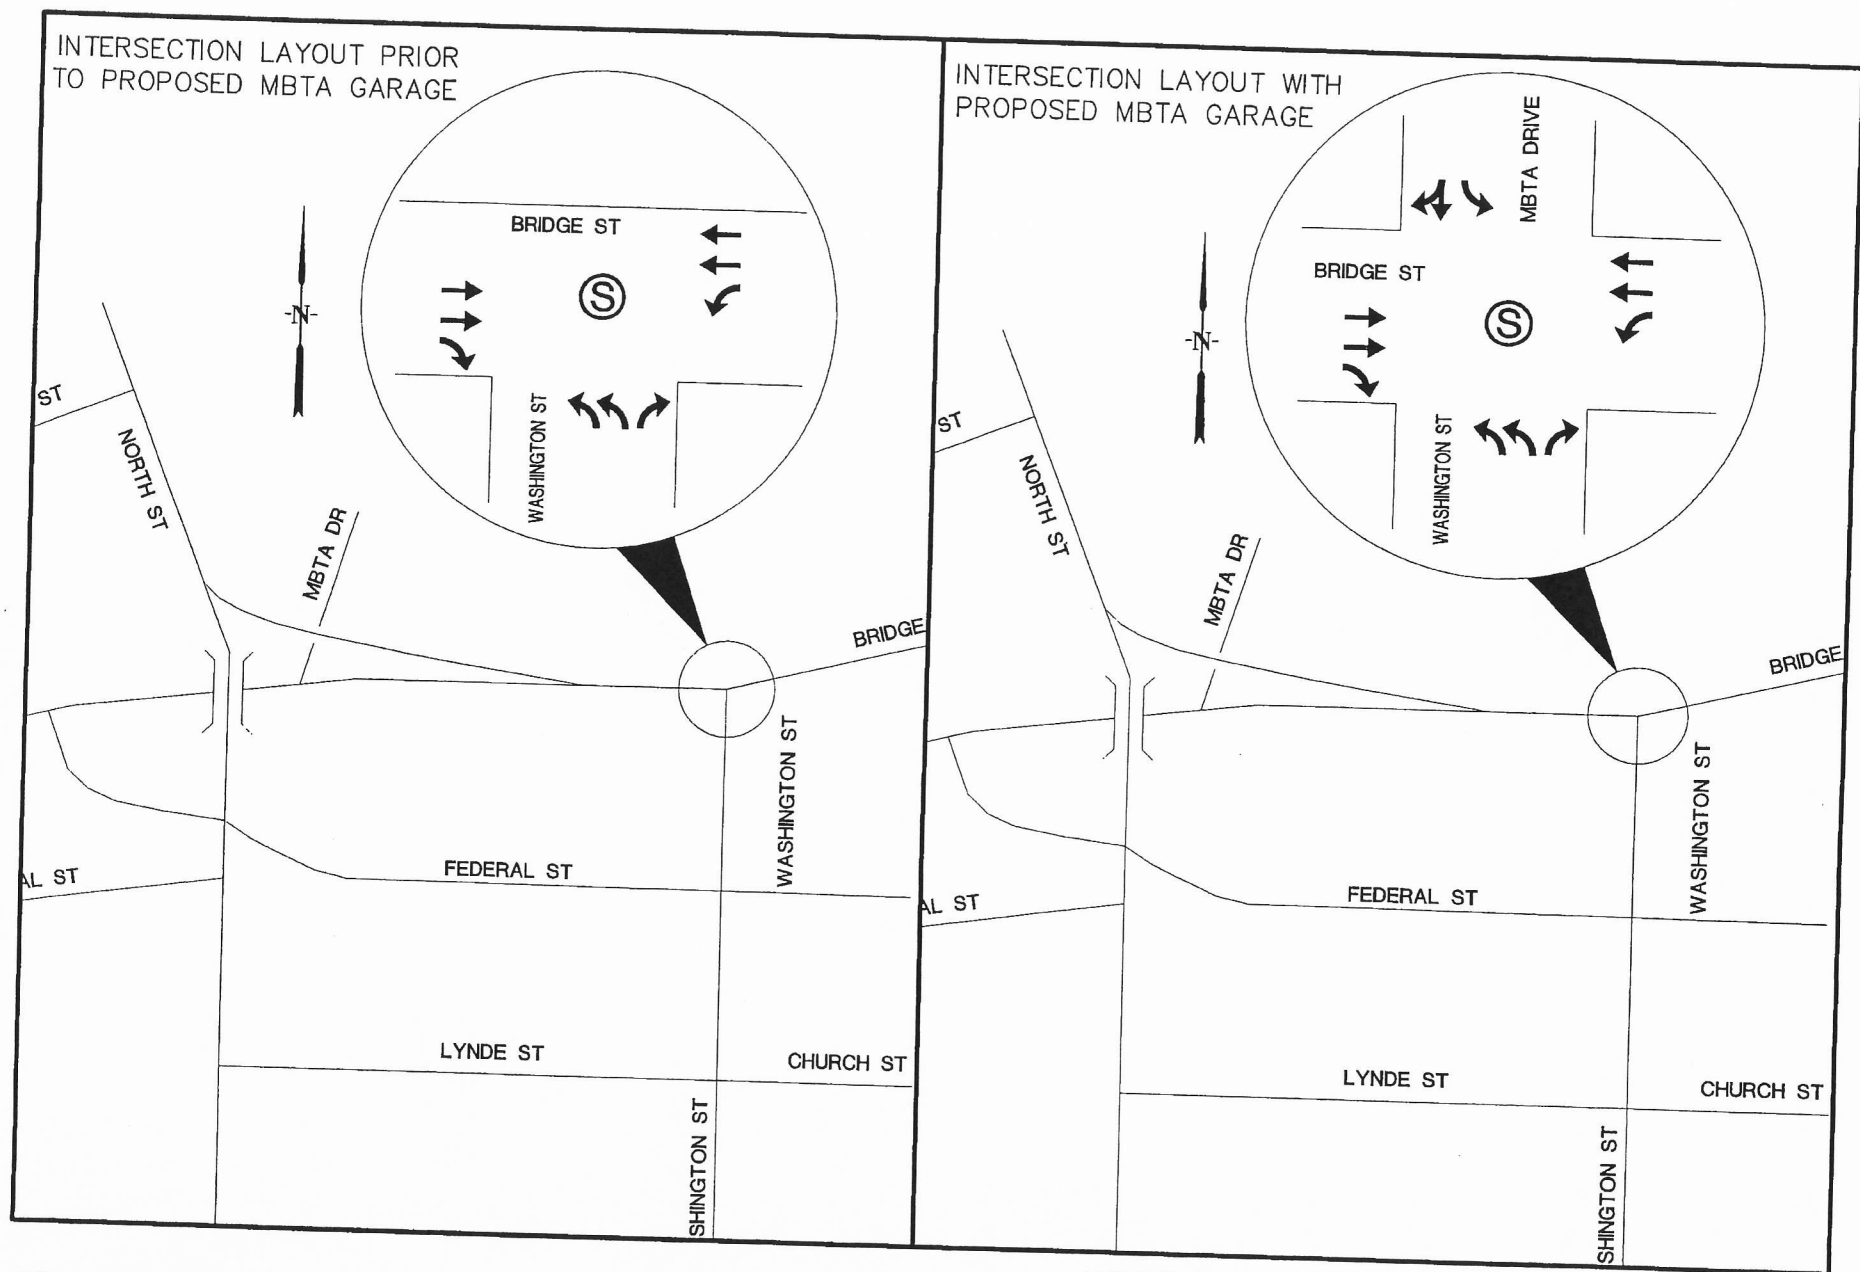 INTERSECTION LAYOUT PRIOR
TO PROPOSED MBTA GARAGE
BRIDGE ST
S
WASHINGTON ST
-N-
ST
NORTH ST
MBTA DR
BRIDGE
WASHINGTON ST
FEDERAL ST
AL ST
LYNDE ST
CHURCH ST
SHINGTON ST
INTERSECTION LAYOUT WITH
PROPOSED MBTA GARAGE
MBTA DRIVE
BRIDGE ST
S
WASHINGTON ST
-N-
ST
NORTH ST
MBTA DR
BRIDGE
WASHINGTON ST
FEDERAL ST
AL ST
LYNDE ST
CHURCH ST
SHINGTON ST